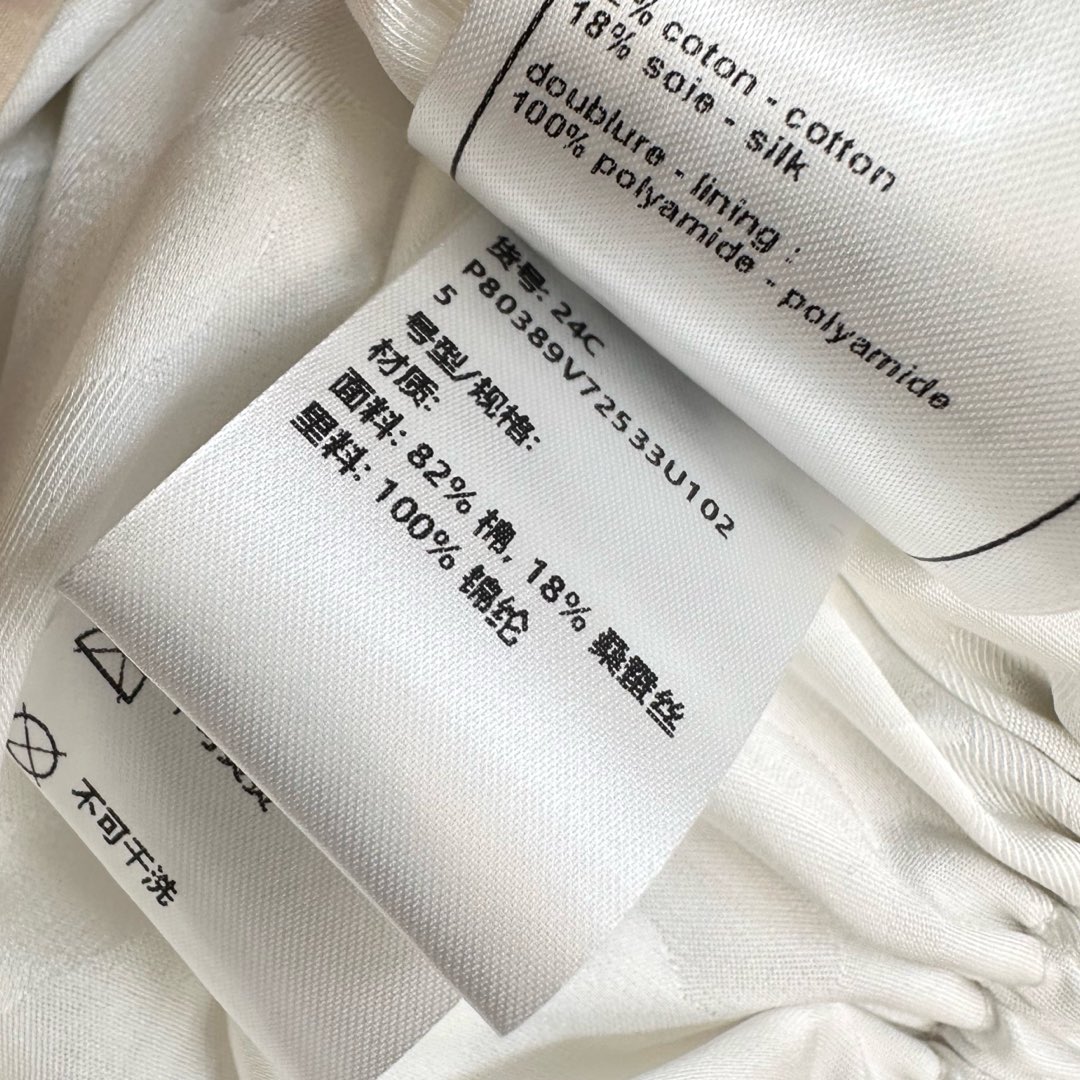 % coton - cotton
18% soie - silk
doublure - lining :
100% polyamide - polyamide
货号: 24C
P80389V72533U102
5
号型/规格:
材质:
面料: 82% 棉, 18% 桑蚕丝
里料: 100% 锦纶
不可干洗